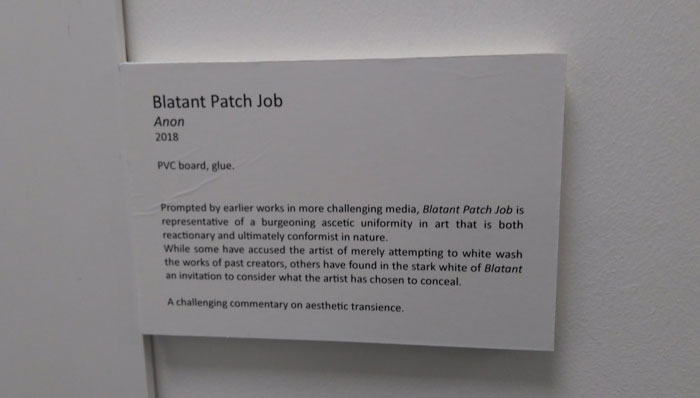 Blatant Patch Job
Anon
2018
PVC board, glue.
Prompted by earlier works in more challenging media, Blatant Patch Job is
representative of a burgeoning ascetic uniformity in art that is both
reactionary and ultimately conformist in nature.
While some have accused the artist of merely attempting to white wash
the works of past creators, others have found in the stark white of Blatant
an invitation to consider what the artist has chosen to conceal.
A challenging commentary on aesthetic transience.